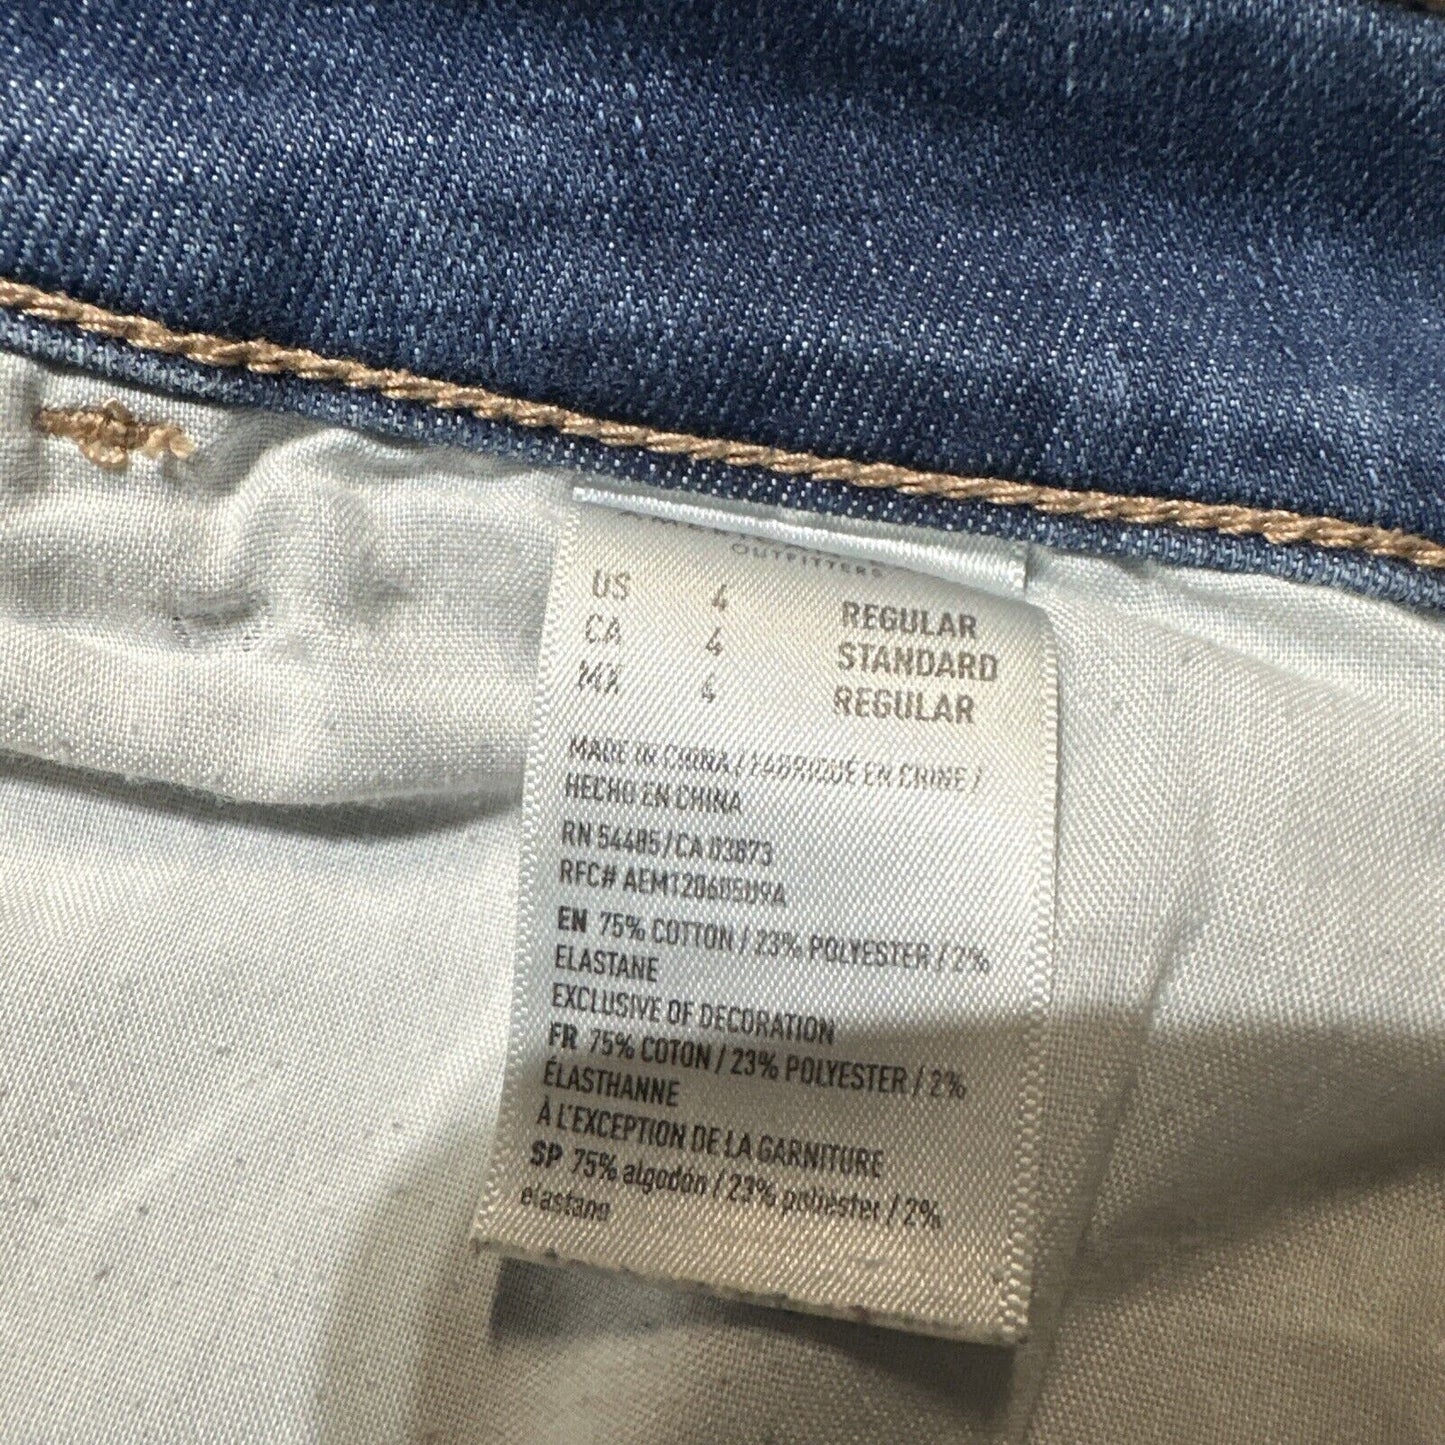 OUTFITTERS
US 4 REGULAR
CA 4 STANDARD
MX 4 REGULAR
MADE IN CHINA / FABRIQUÉ EN CHINE /
HECHO EN CHINA
RN 54485 / CA 03873
RFC# AEM120605U9A
EN 75% COTTON / 23% POLYESTER / 2%
ELASTANE
EXCLUSIVE OF DECORATION
FR 75% COTON / 23% POLYESTER / 2%
ÉLASTHANNE
À L'EXCEPTION DE LA GARNITURE
SP 75% algodón / 23% poliéster / 2%
elastano